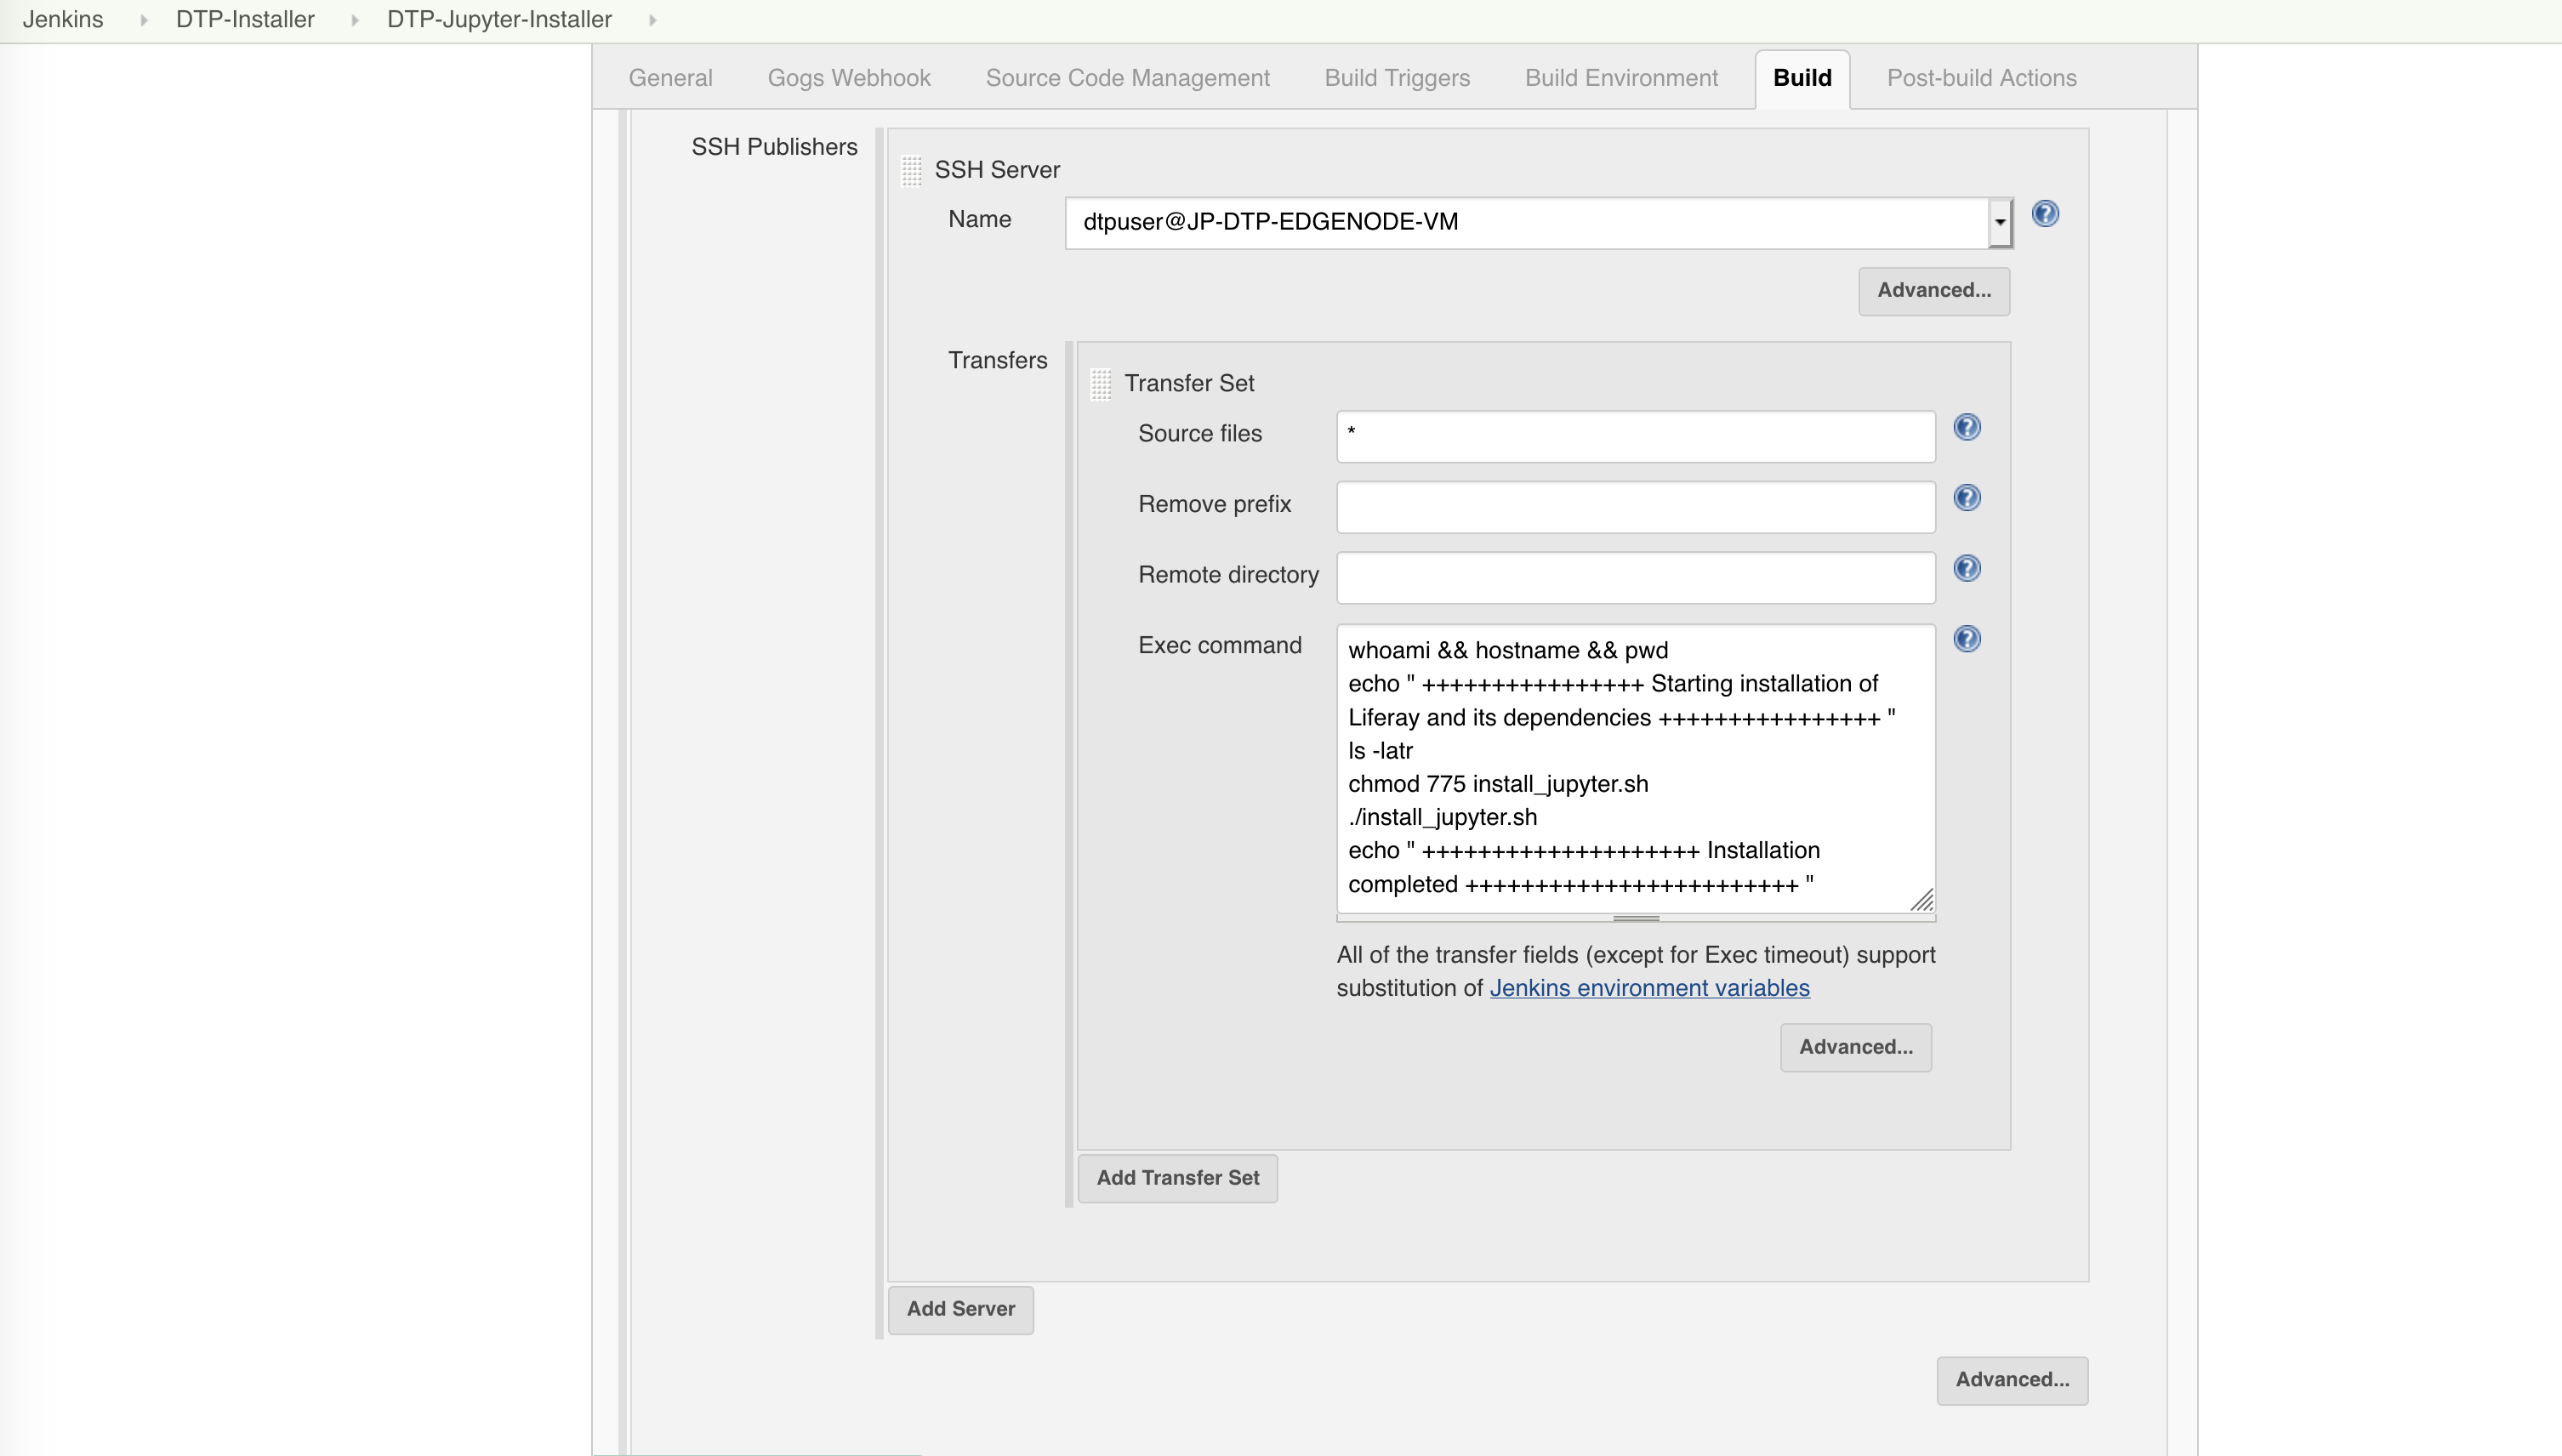 Jenkins DTP-Installer DTP-Jupyter-Installer
General Gogs Webhook Source Code Management Build Triggers Build Environment Build Post-build Actions
SSH Publishers
SSH Server
Name dtpuser@JP-DTP-EDGENODE-VM
Advanced...
Transfers
Transfer Set
Source files *
Remove prefix
Remote directory
Exec command whoami && hostname && pwd
echo " ++++++++++++++++ Starting installation of
Liferay and its dependencies ++++++++++++++++ "
ls -latr
chmod 775 install_jupyter.sh
./install_jupyter.sh
echo " ++++++++++++++++++++ Installation
completed ++++++++++++++++++++++++ "
All of the transfer fields (except for Exec timeout) support
substitution of Jenkins environment variables
Advanced...
Add Transfer Set
Add Server
Advanced...